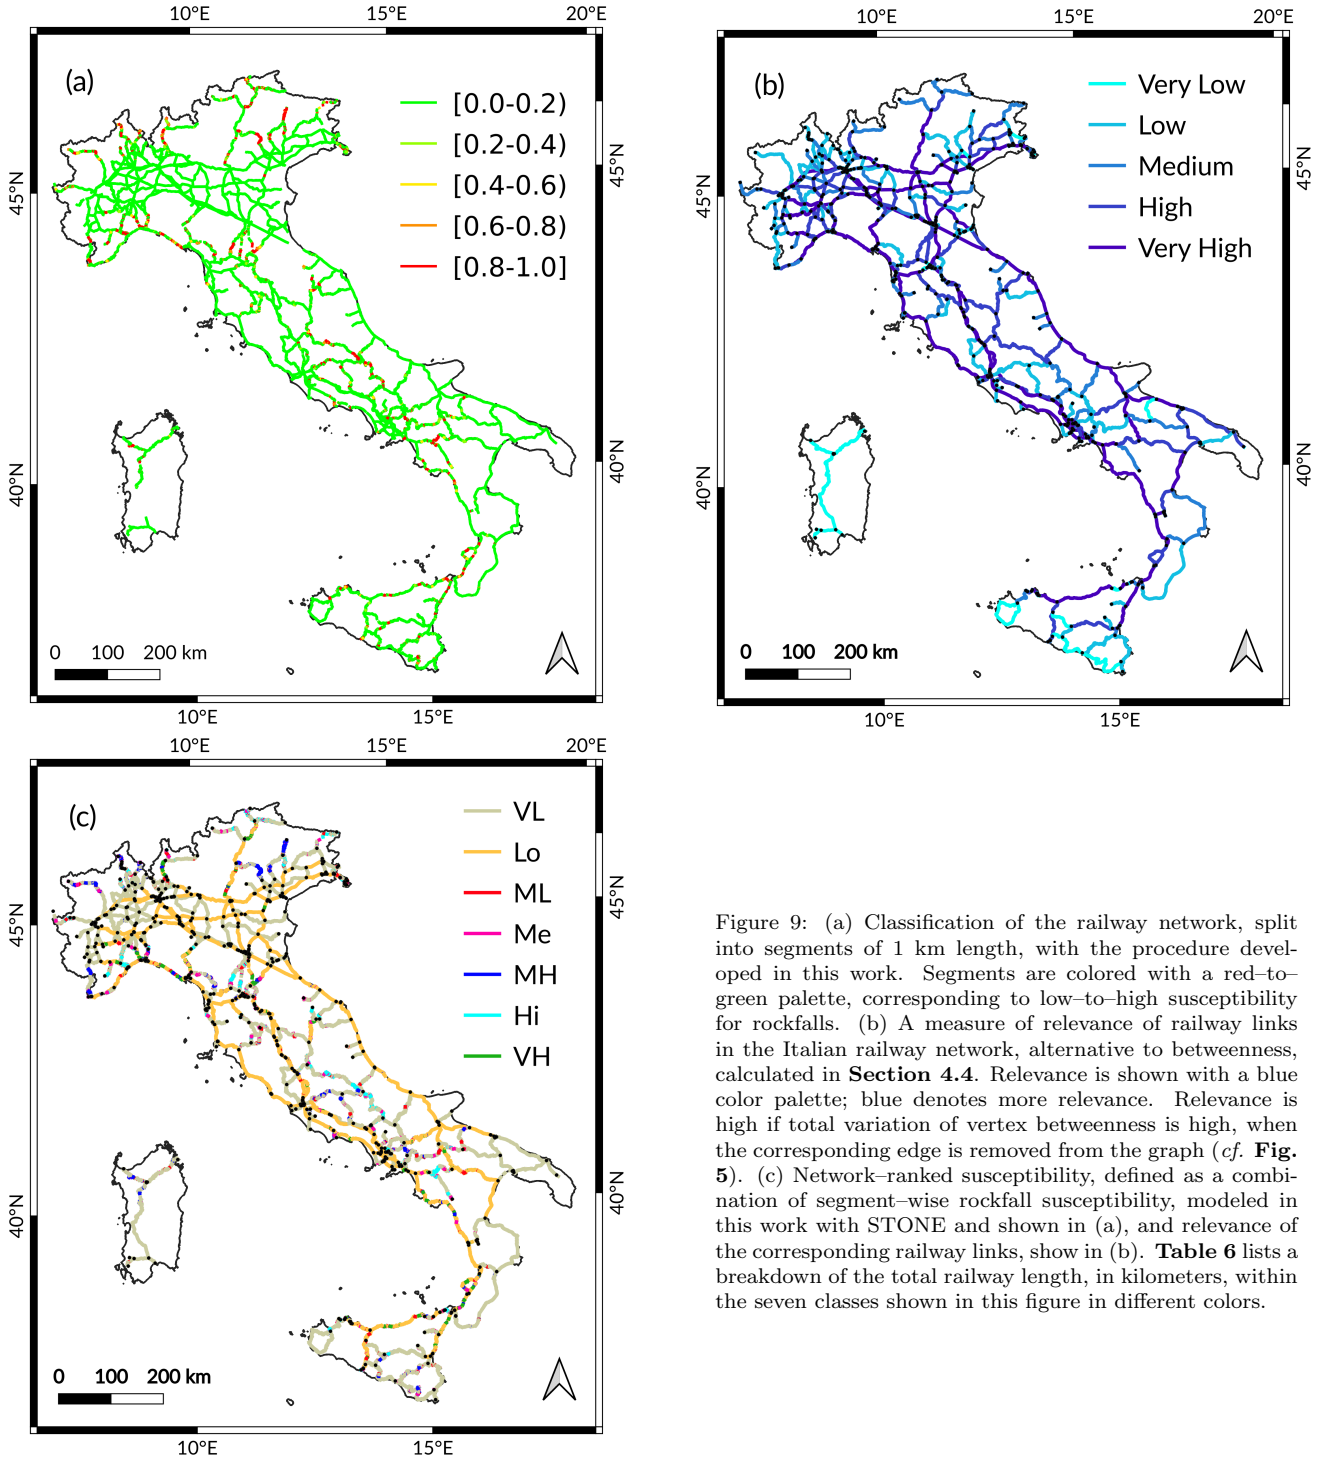 10°E 15°E 20°E
(a)
[0.0-0.2)
[0.2-0.4)
[0.4-0.6)
[0.6-0.8)
[0.8-1.0]
45°N
45°N
40°N
40°N
0 100 200 km
10°E 15°E
10°E 15°E 20°E
(b)
Very Low
Low
Medium
High
Very High
45°N
45°N
40°N
40°N
0 100 200 km
10°E 15°E
10°E 15°E 20°E
(c)
VL
Lo
ML
Me
MH
Hi
VH
45°N
45°N
40°N
40°N
0 100 200 km
10°E 15°E
Figure 9: (a) Classification of the railway network, split
into segments of 1 km length, with the procedure devel-
oped in this work. Segments are colored with a red–to–
green palette, corresponding to low–to–high susceptibility
for rockfalls. (b) A measure of relevance of railway links
in the Italian railway network, alternative to betweenness,
calculated in Section 4.4. Relevance is shown with a blue
color palette; blue denotes more relevance. Relevance is
high if total variation of vertex betweenness is high, when
the corresponding edge is removed from the graph (cf. Fig.
5). (c) Network–ranked susceptibility, defined as a combi-
nation of segment–wise rockfall susceptibility, modeled in
this work with STONE and shown in (a), and relevance of
the corresponding railway links, show in (b). Table 6 lists a
breakdown of the total railway length, in kilometers, within
the seven classes shown in this figure in different colors.